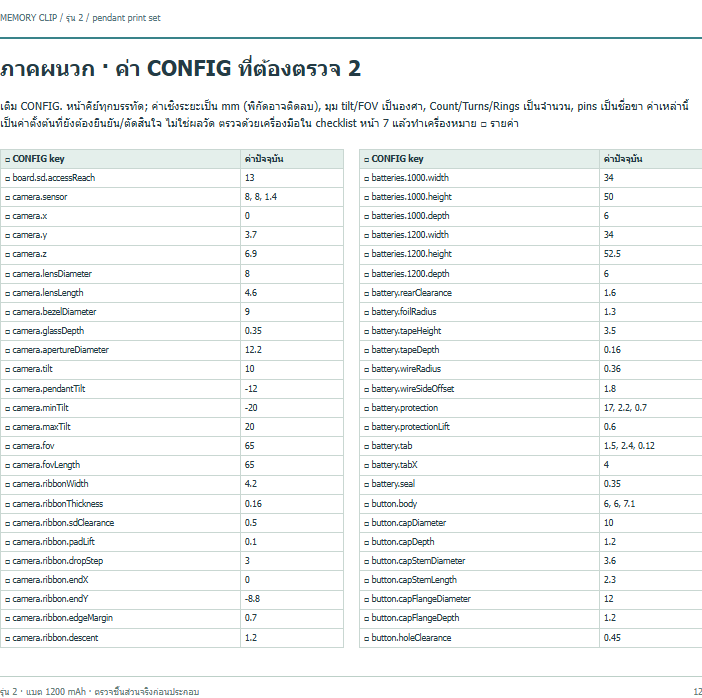 MEMORY CLIP / รุ่น 2 / pendant print set
ภาคผนวก · ค่า CONFIG ที่ต้องตรวจ 2
เติม CONFIG. หน้าคีย์ทุกบรรทัด; ค่าเชิงระยะเป็น mm (พิกัดอาจติดลบ), มุม tilt/FOV เป็นองศา, Count/Turns/Rings เป็นจำนวน, pins เป็นชื่อขา ค่าเหล่านี้
เป็นค่าตั้งต้นที่ยังต้องยืนยัน/ตัดสินใจ ไม่ใช่ผลวัด ตรวจด้วยเครื่องมือใน checklist หน้า 7 แล้วทำเครื่องหมาย □ รายค่า
□ CONFIG key ค่าปัจจุบัน
□ board.sd.accessReach 13
□ camera.sensor 8, 8, 1.4
□ camera.x 0
□ camera.y 3.7
□ camera.z 6.9
□ camera.lensDiameter 8
□ camera.lensLength 4.6
□ camera.bezelDiameter 9
□ camera.glassDepth 0.35
□ camera.apertureDiameter 12.2
□ camera.tilt 10
□ camera.pendantTilt -12
□ camera.minTilt -20
□ camera.maxTilt 20
□ camera.fov 65
□ camera.fovLength 65
□ camera.ribbonWidth 4.2
□ camera.ribbonThickness 0.16
□ camera.ribbon.sdClearance 0.5
□ camera.ribbon.padLift 0.1
□ camera.ribbon.dropStep 3
□ camera.ribbon.endX 0
□ camera.ribbon.endY -8.8
□ camera.ribbon.edgeMargin 0.7
□ camera.ribbon.descent 1.2
□ CONFIG key ค่าปัจจุบัน
□ batteries.1000.width 34
□ batteries.1000.height 50
□ batteries.1000.depth 6
□ batteries.1200.width 34
□ batteries.1200.height 52.5
□ batteries.1200.depth 6
□ battery.rearClearance 1.6
□ battery.foilRadius 1.3
□ battery.tapeHeight 3.5
□ battery.tapeDepth 0.16
□ battery.wireRadius 0.36
□ battery.wireSideOffset 1.8
□ battery.protection 17, 2.2, 0.7
□ battery.protectionLift 0.6
□ battery.tab 1.5, 2.4, 0.12
□ battery.tabX 4
□ battery.seal 0.35
□ button.body 6, 6, 7.1
□ button.capDiameter 10
□ button.capDepth 1.2
□ button.capStemDiameter 3.6
□ button.capStemLength 2.3
□ button.capFlangeDiameter 12
□ button.capFlangeDepth 1.2
□ button.holeClearance 0.45
รุ่น 2 · แบต 1200 mAh · ตรวจชิ้นส่วนจริงก่อนประกอบ
12